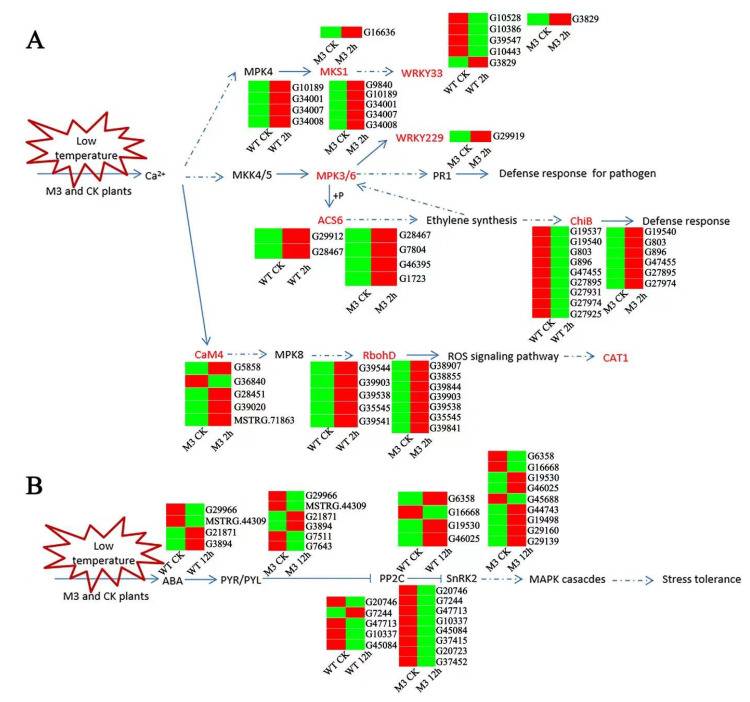 A
G16636
M3 CK
M3 2h
G10528
G10386
G39547
G10443
G3829
WT CK
WT 2h
G3829
M3 CK
M3 2h
MPK4
MKS1
WRKY33
G10189
G34001
G34007
G34008
WT CK
WT 2h
G9840
G10189
G34001
G34007
G34008
M3 CK
M3 2h
Low
temperature
M3 and CK plants
Ca2+
WRKY229
G29919
M3 CK
M3 2h
MKK4/5
MPK3/6
PR1
Defense response for pathogen
+P
ACS6
Ethylene synthesis
ChiB
Defense response
G29912
G28467
WT CK
WT 2h
G28467
G7804
G46395
G1723
M3 CK
M3 2h
G19537
G19540
G803
G896
G47455
G27895
G27931
G27974
G27925
WT CK
WT 2h
G19540
G803
G896
G47455
G27895
G27974
M3 CK
M3 2h
CaM4
MPK8
RbohD
ROS signaling pathway
CAT1
G5858
G36840
G28451
G39020
MSTRG.71863
M3 CK
M3 2h
G39544
G39903
G39538
G35545
G39541
WT CK
WT 2h
G38907
G38855
G39844
G39903
G39538
G35545
G39841
M3 CK
M3 2h
B
G29966
MSTRG.44309
G21871
G3894
WT CK
WT 12h
G29966
MSTRG.44309
G21871
G3894
G7511
G7643
M3 CK
M3 12h
G6358
G16668
G19530
G46025
WT CK
WT 12h
G6358
G16668
G19530
G46025
G45688
G44743
G19498
G29160
G29139
M3 CK
M3 12h
Low
temperature
M3 and CK plants
ABA
PYR/PYL
PP2C
SnRK2
MAPK casacdes
Stress tolerance
G20746
G7244
G47713
G10337
G45084
WT CK
WT 12h
G20746
G7244
G47713
G10337
G45084
G37415
G20723
G37452
M3 CK
M3 12h